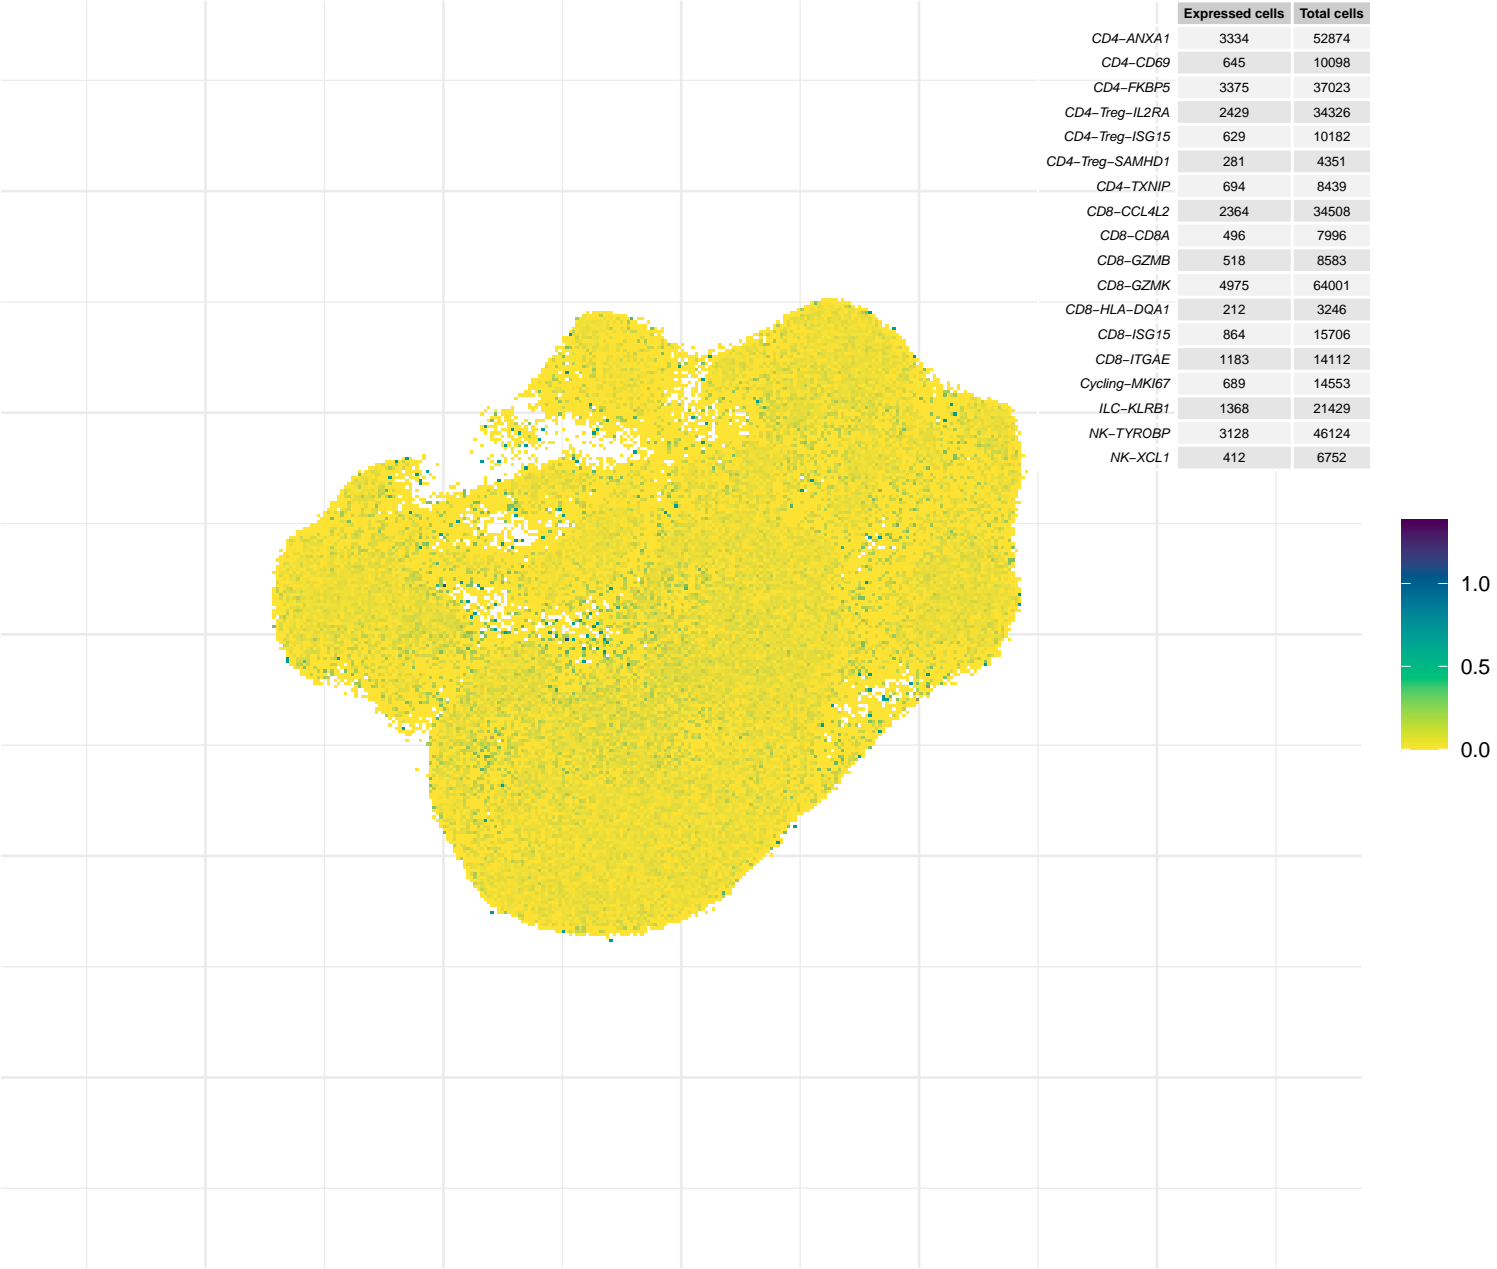 Expressed cells Total cells
CD4−ANXA1 3334 52874
CD4−CD69 645 10098
CD4−FKBP5 3375 37023
CD4−Treg−IL2RA 2429 34326
CD4−Treg−ISG15 629 10182
CD4−Treg−SAMHD1 281 4351
CD4−TXNIP 694 8439
CD8−CCL4L2 2364 34508
CD8−CD8A 496 7996
CD8−GZMB 518 8583
CD8−GZMK 4975 64001
CD8−HLA−DQA1 212 3246
CD8−ISG15 864 15706
CD8−ITGAE 1183 14112
Cycling−MKI67 689 14553
ILC−KLRB1 1368 21429
NK−TYROBP 3128 46124
NK−XCL1 412 6752
1.0
0.5
0.0